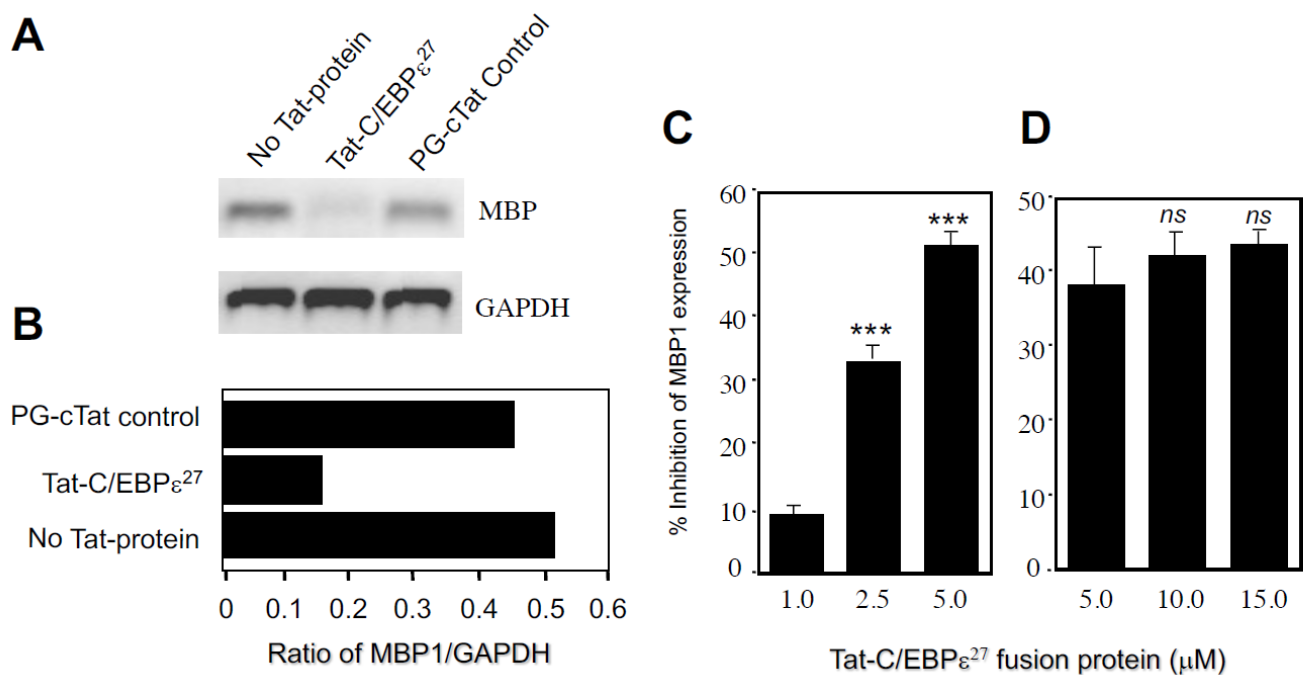 A
No Tat-protein
Tat-C/EBPε27
PG-cTat Control
MBP
GAPDH
B
PG-cTat control
Tat-C/EBPε27
No Tat-protein
0 0.1 0.2 0.3 0.4 0.5 0.6
Ratio of MBP1/GAPDH
C
% Inhibition of MBP1 expression
60
50
40
30
20
10
0
***
***
1.0 2.5 5.0
D
50
40
30
20
10
0
ns
ns
5.0 10.0 15.0
Tat-C/EBPε27 fusion protein (μM)